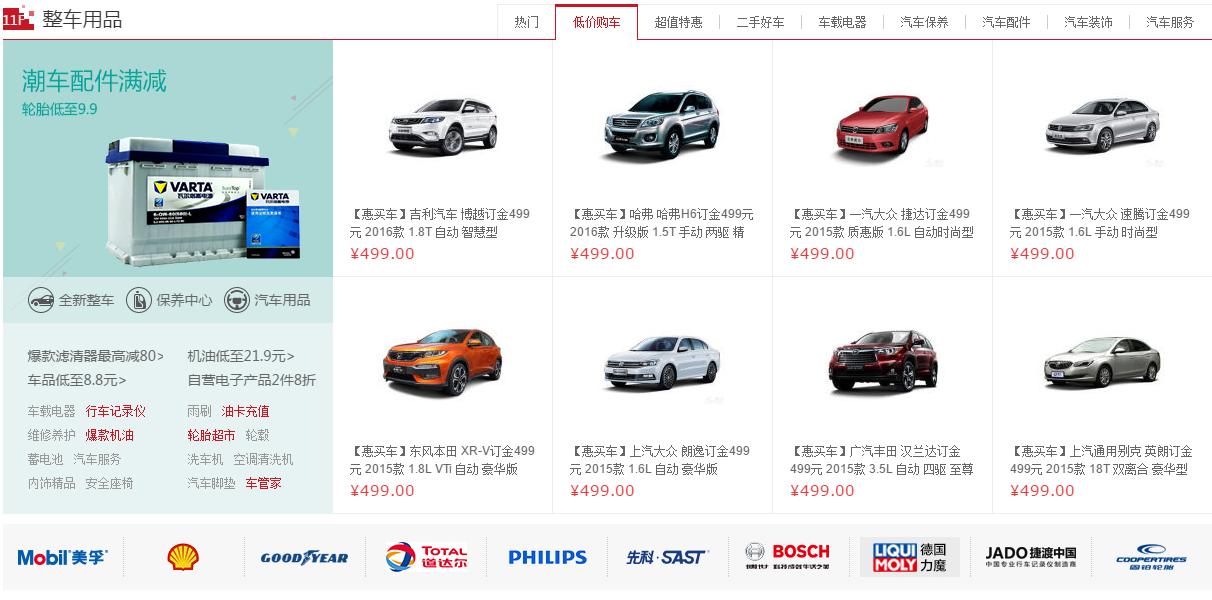 11F 整车用品
热门 低价购车 超值特惠 二手好车 车载电器 汽车保养 汽车配件 汽车装饰 汽车服务
潮车配件满减
轮胎低至9.9
VARTA
瓦尔塔蓄电池
VARTA
全新整车 保养中心 汽车用品
爆款滤清器最高减80> 机油低至21.9元>
车品低至8.8元> 自营电子产品2件8折
车载电器 行车记录仪 雨刷 油卡充值
维修养护 爆款机油 轮胎超市 轮毂
蓄电池 汽车服务 洗车机 空调清洗机
内饰精品 安全座椅 汽车脚垫 车管家
【惠买车】吉利汽车 博越订金499
元 2016款 1.8T 自动 智慧型
¥499.00
【惠买车】哈弗 哈弗H6订金499元
2016款 升级版 1.5T 手动 两驱 精
¥499.00
【惠买车】一汽大众 捷达订金499
元 2015款 质惠版 1.6L 自动时尚型
¥499.00
【惠买车】一汽大众 速腾订金499
元 2015款 1.6L 手动 时尚型
¥499.00
【惠买车】东风本田 XR-V订金499
元 2015款 1.8L VTi 自动 豪华版
¥499.00
【惠买车】上汽大众 朗逸订金499
元 2015款 1.6L 自动 豪华版
¥499.00
【惠买车】广汽丰田 汉兰达订金
499元 2015款 3.5L 自动 四驱 至尊
¥499.00
【惠买车】上汽通用别克 英朗订金
499元 2015款 18T 双离合 豪华型
¥499.00
Mobil 美孚
GOODYEAR
TOTAL
道达尔
PHILIPS
先科·SAST
BOSCH
LIQUI MOLY 德国力魔
JADO 捷渡中国
中国专业行车记录仪制造商
COOPERTIRES
固铂轮胎